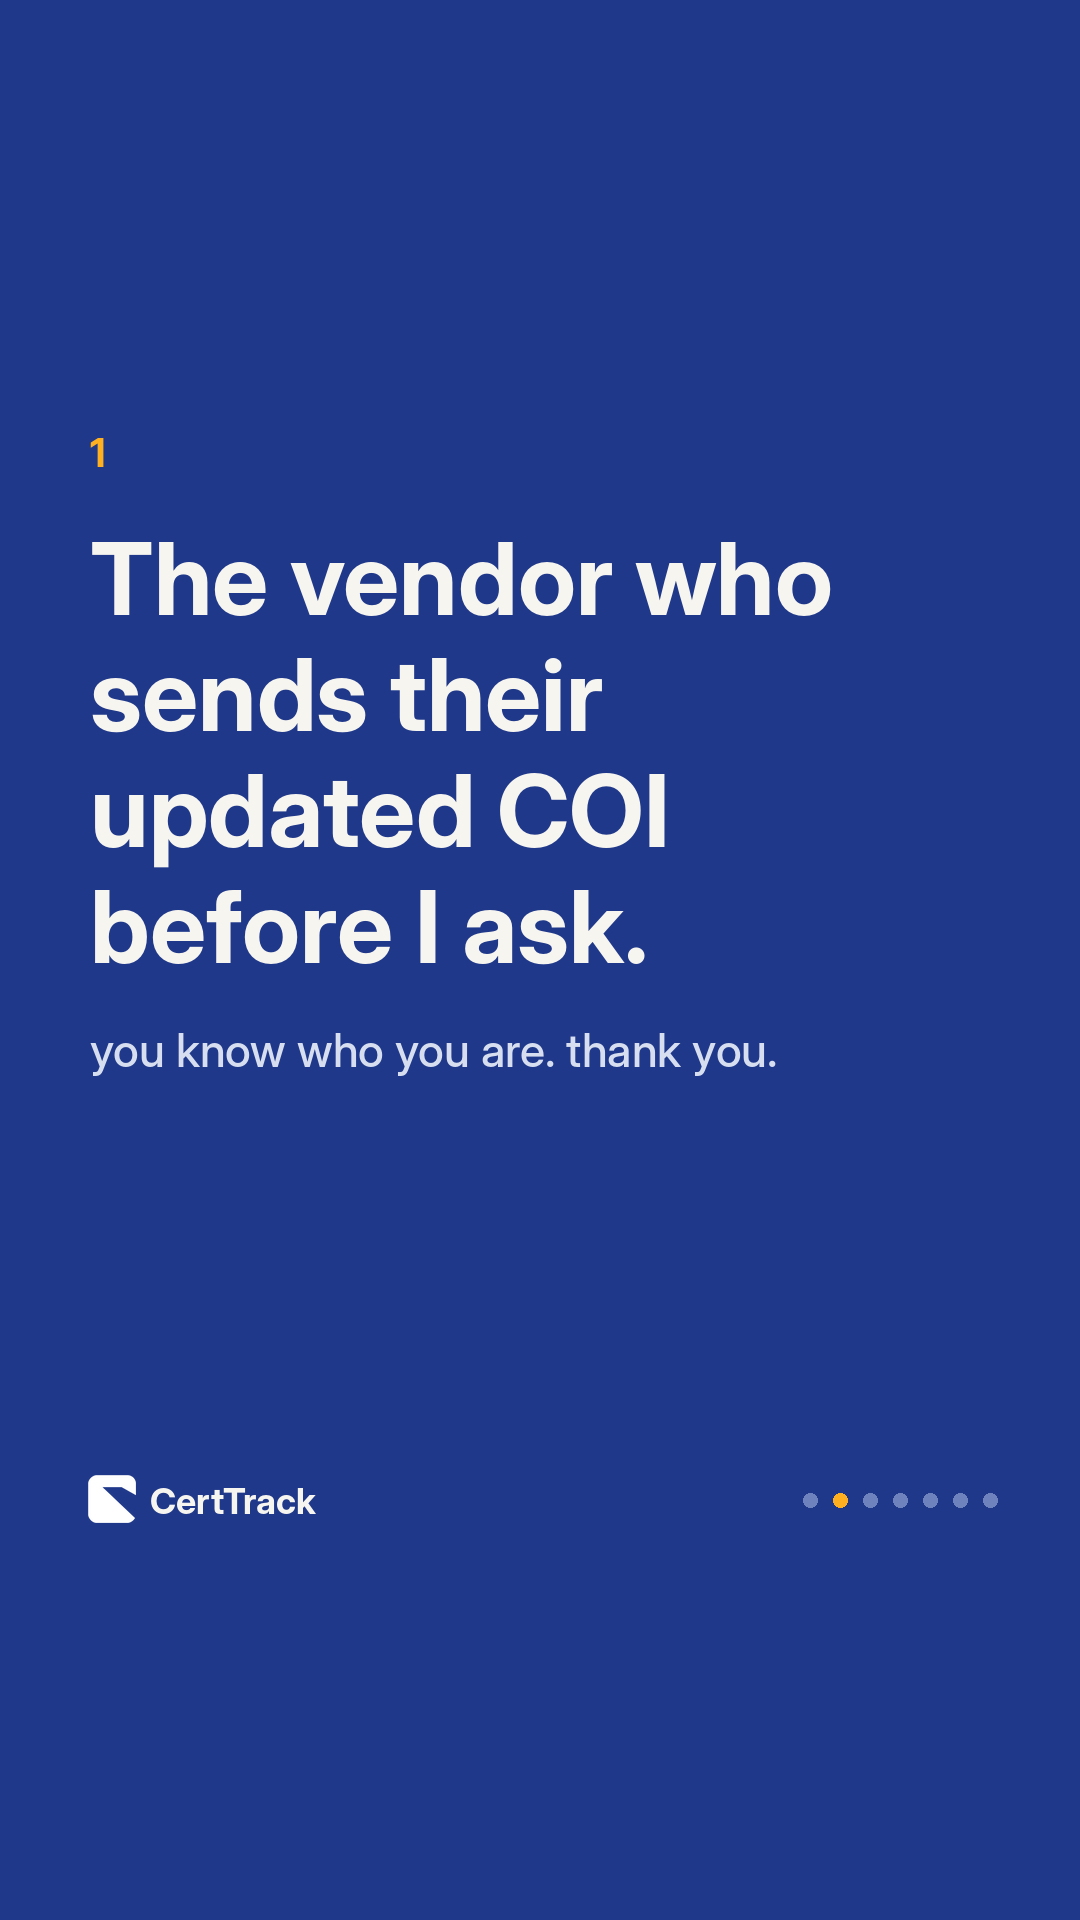 1
The vendor who
sends their
updated COI
before I ask.
you know who you are. thank you.
CertTrack